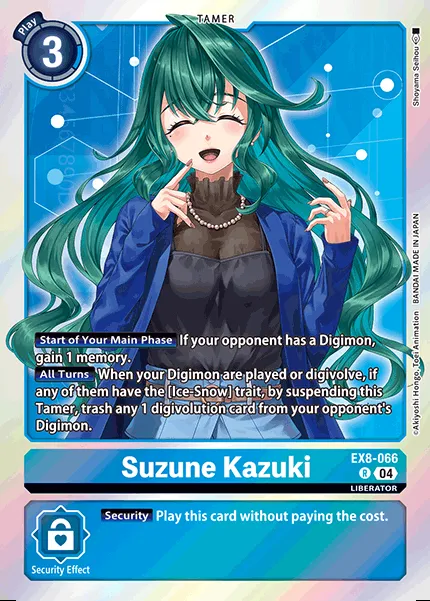 TAMER
Play
3
Shoyama Seihou
Start of Your Main Phase If your opponent has a Digimon,
gain 1 memory.
All Turns When your Digimon are played or digivolve, if
any of them have the [Ice-Snow] trait, by suspending this
Tamer, trash any 1 digivolution card from your opponent's
Digimon.
©Akiyoshi Hongo, Toei Animation BANDAI MADE IN JAPAN
Suzune Kazuki
EX8-066
R 04
LIBERATOR
Security Play this card without paying the cost.
Security Effect